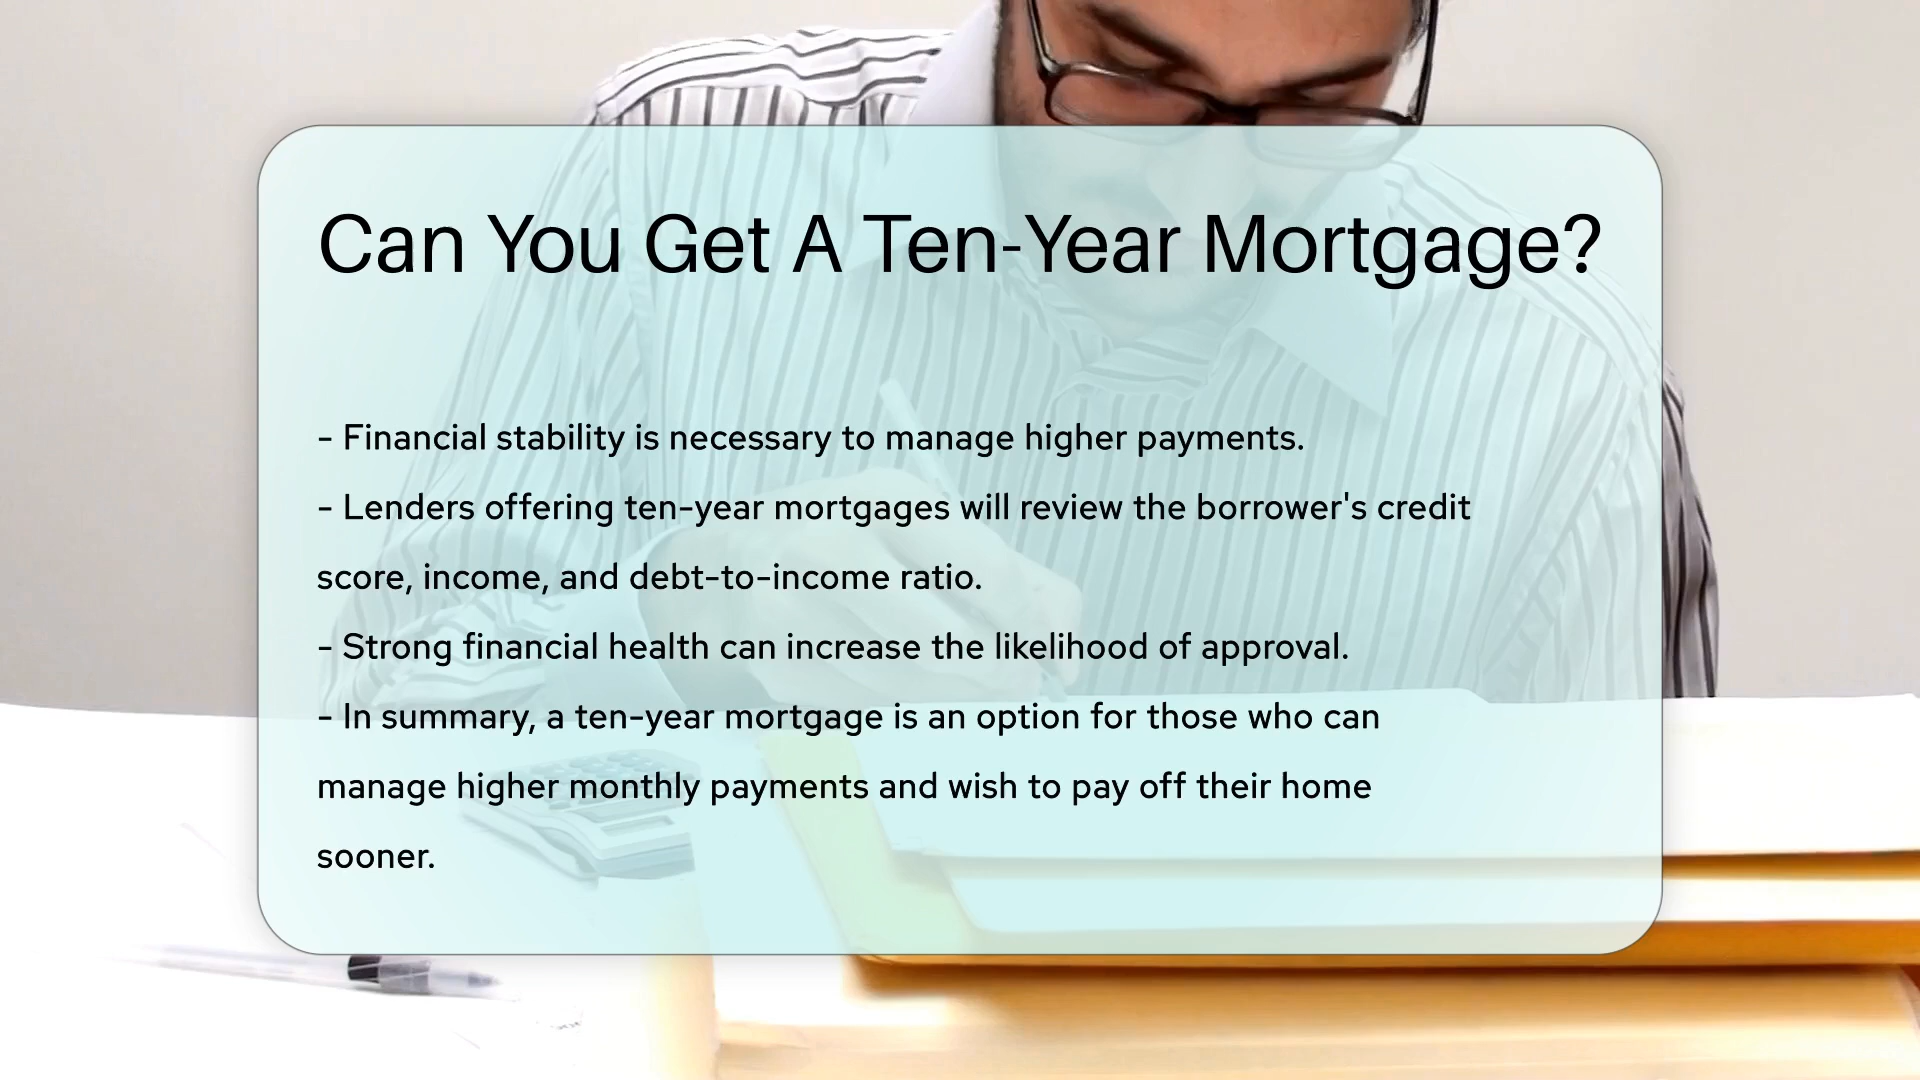 Can You Get A Ten-Year Mortgage?
- Financial stability is necessary to manage higher payments.
- Lenders offering ten-year mortgages will review the borrower's credit
score, income, and debt-to-income ratio.
- Strong financial health can increase the likelihood of approval.
- In summary, a ten-year mortgage is an option for those who can
manage higher monthly payments and wish to pay off their home
sooner.